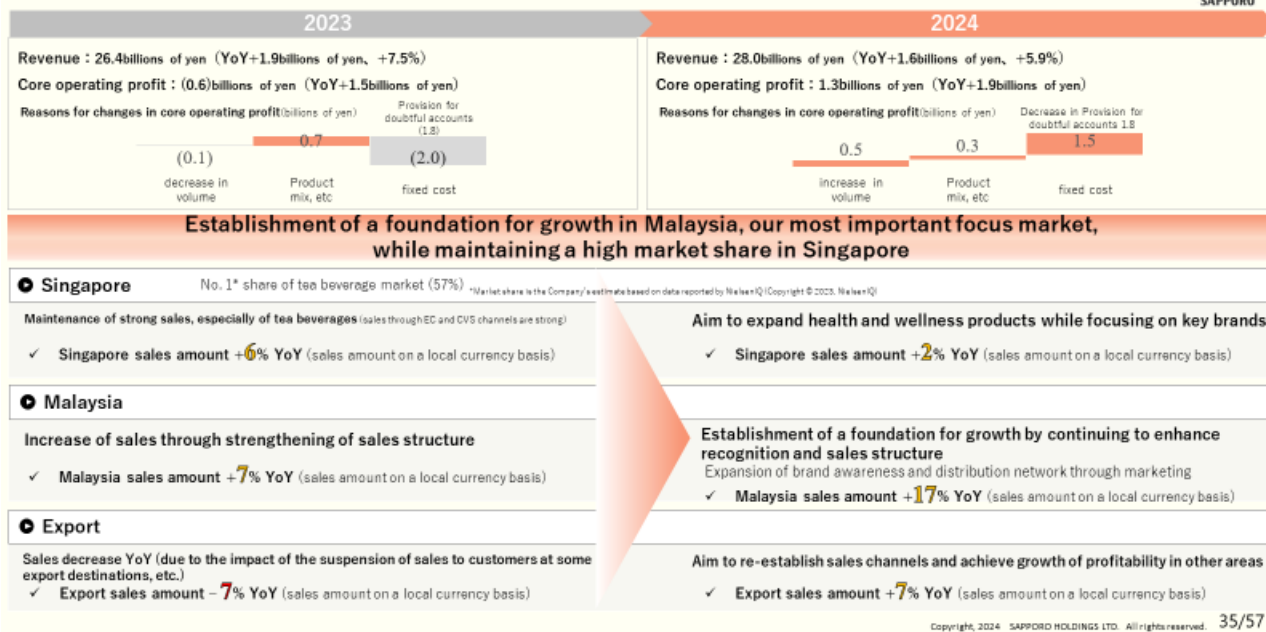 SAPPORO
2023
2024
Revenue：26.4billions of yen（YoY+1.9billions of yen、+7.5%）
Core operating profit：(0.6)billions of yen（YoY+1.5billions of yen）
Reasons for changes in core operating profit(billions of yen)
Provision for
doubtful accounts
(1.8)
(0.1)
0.7
(2.0)
decrease in
volume
Product
mix, etc
fixed cost
Revenue：28.0billions of yen（YoY+1.6billions of yen、+5.9%）
Core operating profit：1.3billions of yen（YoY+1.9billions of yen）
Reasons for changes in core operating profit(billions of yen)
Decrease in Provision for
doubtful accounts 1.8
0.5
0.3
1.5
increase in
volume
Product
mix, etc
fixed cost
Establishment of a foundation for growth in Malaysia, our most important focus market,
while maintaining a high market share in Singapore
Singapore
No. 1* share of tea beverage market (57%)
*Market share is the Company's estimate based on data reported by NielsenIQ (Copyright © 2023, NielsenIQ)
Maintenance of strong sales, especially of tea beverages (sales through EC and CVS channels are strong)
✓ Singapore sales amount +6% YoY (sales amount on a local currency basis)
Aim to expand health and wellness products while focusing on key brands
✓ Singapore sales amount +2% YoY (sales amount on a local currency basis)
Malaysia
Increase of sales through strengthening of sales structure
✓ Malaysia sales amount +7% YoY (sales amount on a local currency basis)
Establishment of a foundation for growth by continuing to enhance
recognition and sales structure
Expansion of brand awareness and distribution network through marketing
✓ Malaysia sales amount +17% YoY (sales amount on a local currency basis)
Export
Sales decrease YoY (due to the impact of the suspension of sales to customers at some
export destinations, etc.)
✓ Export sales amount －7% YoY (sales amount on a local currency basis)
Aim to re-establish sales channels and achieve growth of profitability in other areas
✓ Export sales amount +7% YoY (sales amount on a local currency basis)
Copyright, 2024 SAPPORO HOLDINGS LTD. All rights reserved.
35/57